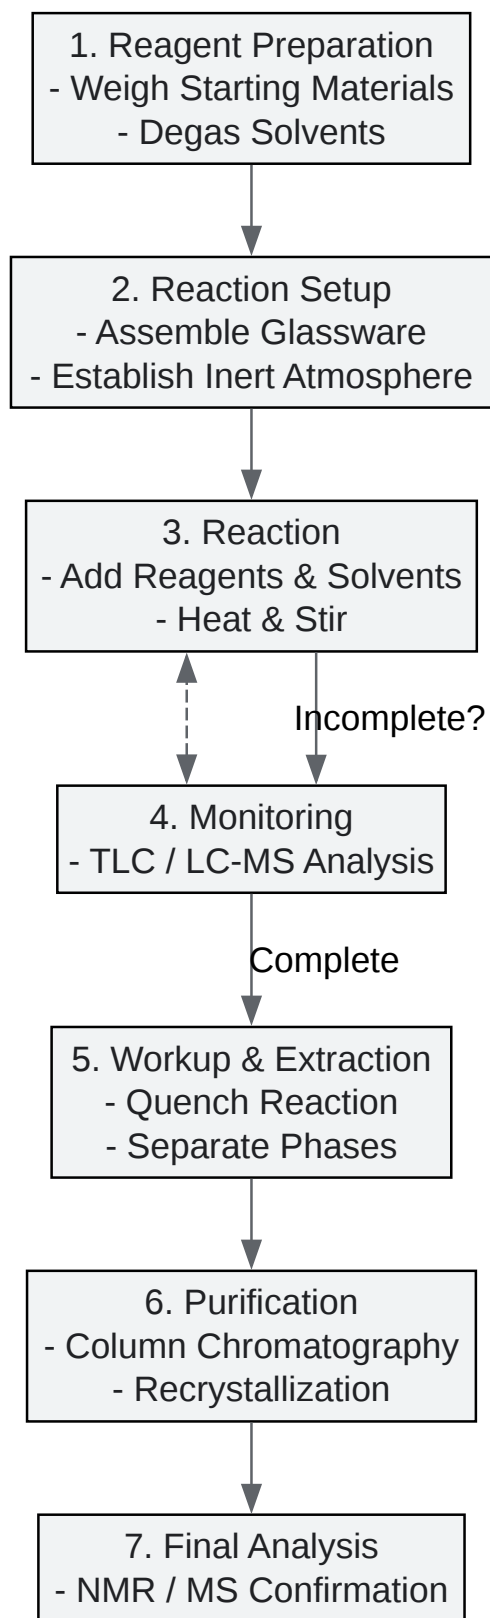 1. Reagent Preparation
- Weigh Starting Materials
- Degas Solvents
2. Reaction Setup
- Assemble Glassware
- Establish Inert Atmosphere
3. Reaction
- Add Reagents & Solvents
- Heat & Stir
Incomplete?
4. Monitoring
- TLC / LC-MS Analysis
Complete
5. Workup & Extraction
- Quench Reaction
- Separate Phases
6. Purification
- Column Chromatography
- Recrystallization
7. Final Analysis
- NMR / MS Confirmation